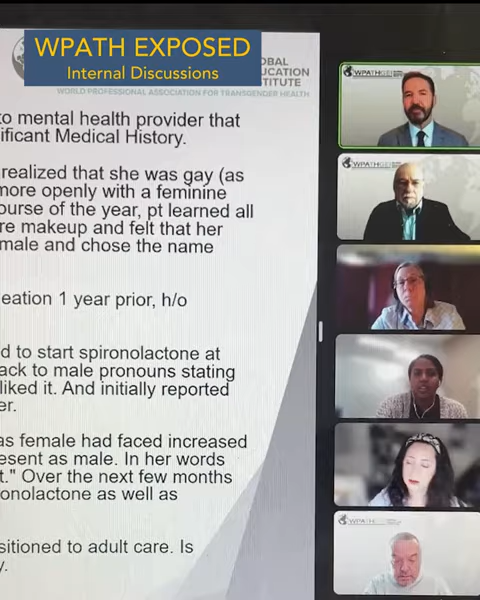 WPATH EXPOSED
Internal Discussions
OBAL
UCATION
TITUTE
WORLD PROFESSIONAL ASSOCIATION FOR TRANSGENDER HEALTH
to mental health provider that
ificant Medical History.
realized that she was gay (as
more openly with a feminine
ourse of the year, pt learned all
re makeup and felt that her
male and chose the name
eation 1 year prior, h/o
d to start spironolactone at
ack to male pronouns stating
liked it. And initially reported
er.
as female had faced increased
esent as male. In her words
t." Over the next few months
onolactone as well as
sitioned to adult care. Is
y.
WPATHGEI
WPATHGEI
WPATH